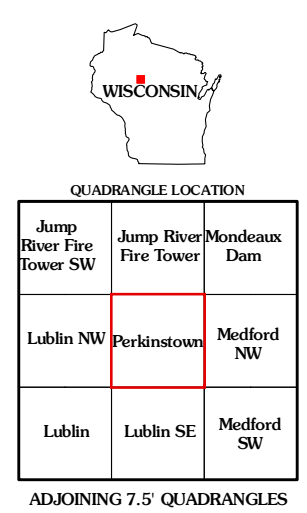 WISCONSIN
QUADRANGLE LOCATION
Jump
River Fire
Tower SW
Jump River
Fire Tower
Mondeaux
Dam
Lublin NW
Perkinstown
Medford
NW
Lublin
Lublin SE
Medford
SW
ADJOINING 7.5' QUADRANGLES